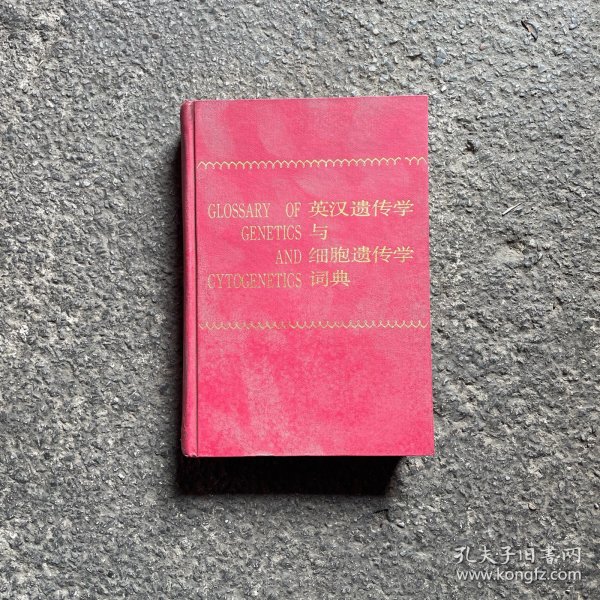 GLOSSARY OF 英汉遗传学
GENETICS 与
AND 细胞遗传学
CYTOGENETICS 词典
孔夫子旧书网
www.kongfz.com